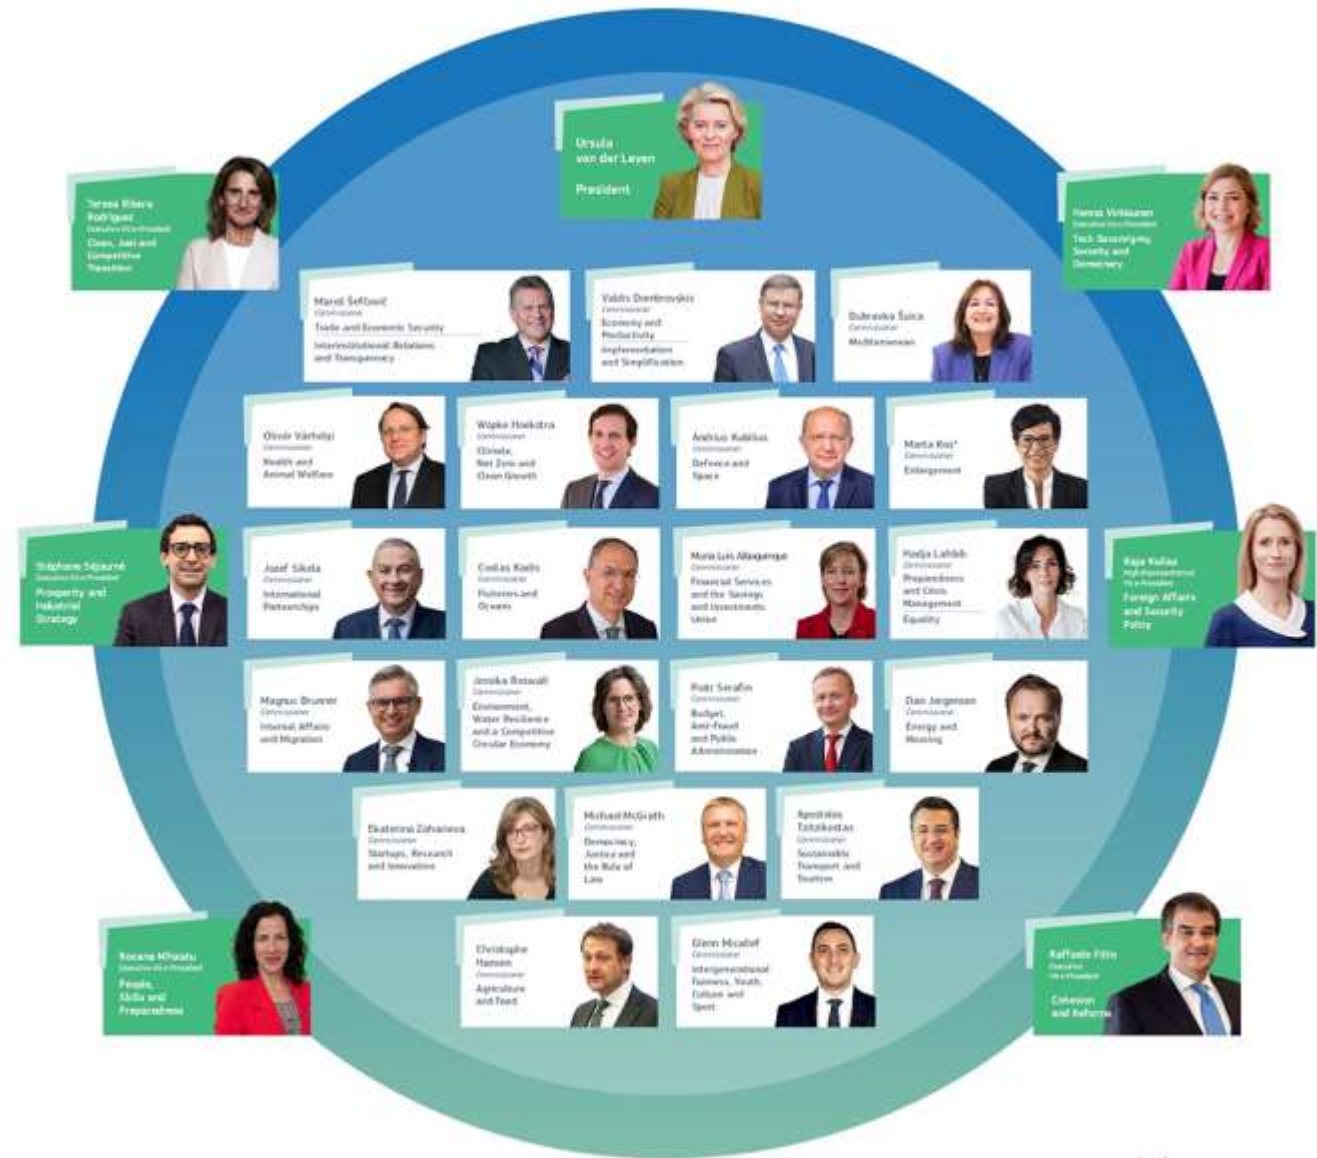 Ursula
von der Leyen
President
Teresa Ribera
Rodríguez
Executive Vice-President
Clean, Just and
Competitive
Transition
Henna Virkkunen
Executive Vice-President
Tech Sovereignty,
Security and
Democracy
Maroš Šefčovič
Commissioner
Trade and Economic Security
Interinstitutional Relations
and Transparency
Valdis Dombrovskis
Commissioner
Economy and
Productivity
Implementation
and Simplification
Dubravka Šuica
Commissioner
Mediterranean
Olivér Várhelyi
Commissioner
Health and
Animal Welfare
Wopke Hoekstra
Commissioner
Climate,
Net Zero and
Clean Growth
Andrius Kubilius
Commissioner
Defence and
Space
Marta Kos*
Commissioner
Enlargement
Stéphane Séjourné
Executive Vice-President
Prosperity and
Industrial
Strategy
Jozef Síkela
Commissioner
International
Partnerships
Costas Kadis
Commissioner
Fisheries and
Oceans
Maria Luís Albuquerque
Commissioner
Financial Services
and the Savings
and Investments
Union
Hadja Lahbib
Commissioner
Preparedness
and Crisis
Management
Equality
Kaja Kallas
High Representative
Vice-President
Foreign Affairs
and Security
Policy
Magnus Brunner
Commissioner
Internal Affairs
and Migration
Jessika Roswall
Commissioner
Environment,
Water Resilience
and a Competitive
Circular Economy
Piotr Serafin
Commissioner
Budget,
Anti-Fraud
and Public
Administration
Dan Jørgensen
Commissioner
Energy and
Housing
Ekaterina Zaharieva
Commissioner
Startups, Research
and Innovation
Michael McGrath
Commissioner
Democracy,
Justice and
the Rule of
Law
Apostolos
Tzitzikostas
Commissioner
Sustainable
Transport and
Tourism
Roxana Mînzatu
Executive Vice-President
People,
Skills and
Preparedness
Christophe
Hansen
Commissioner
Agriculture
and Food
Glenn Micallef
Commissioner
Intergenerational
Fairness, Youth,
Culture and
Sport
Raffaele Fitto
Executive
Vice-President
Cohesion
and Reforms